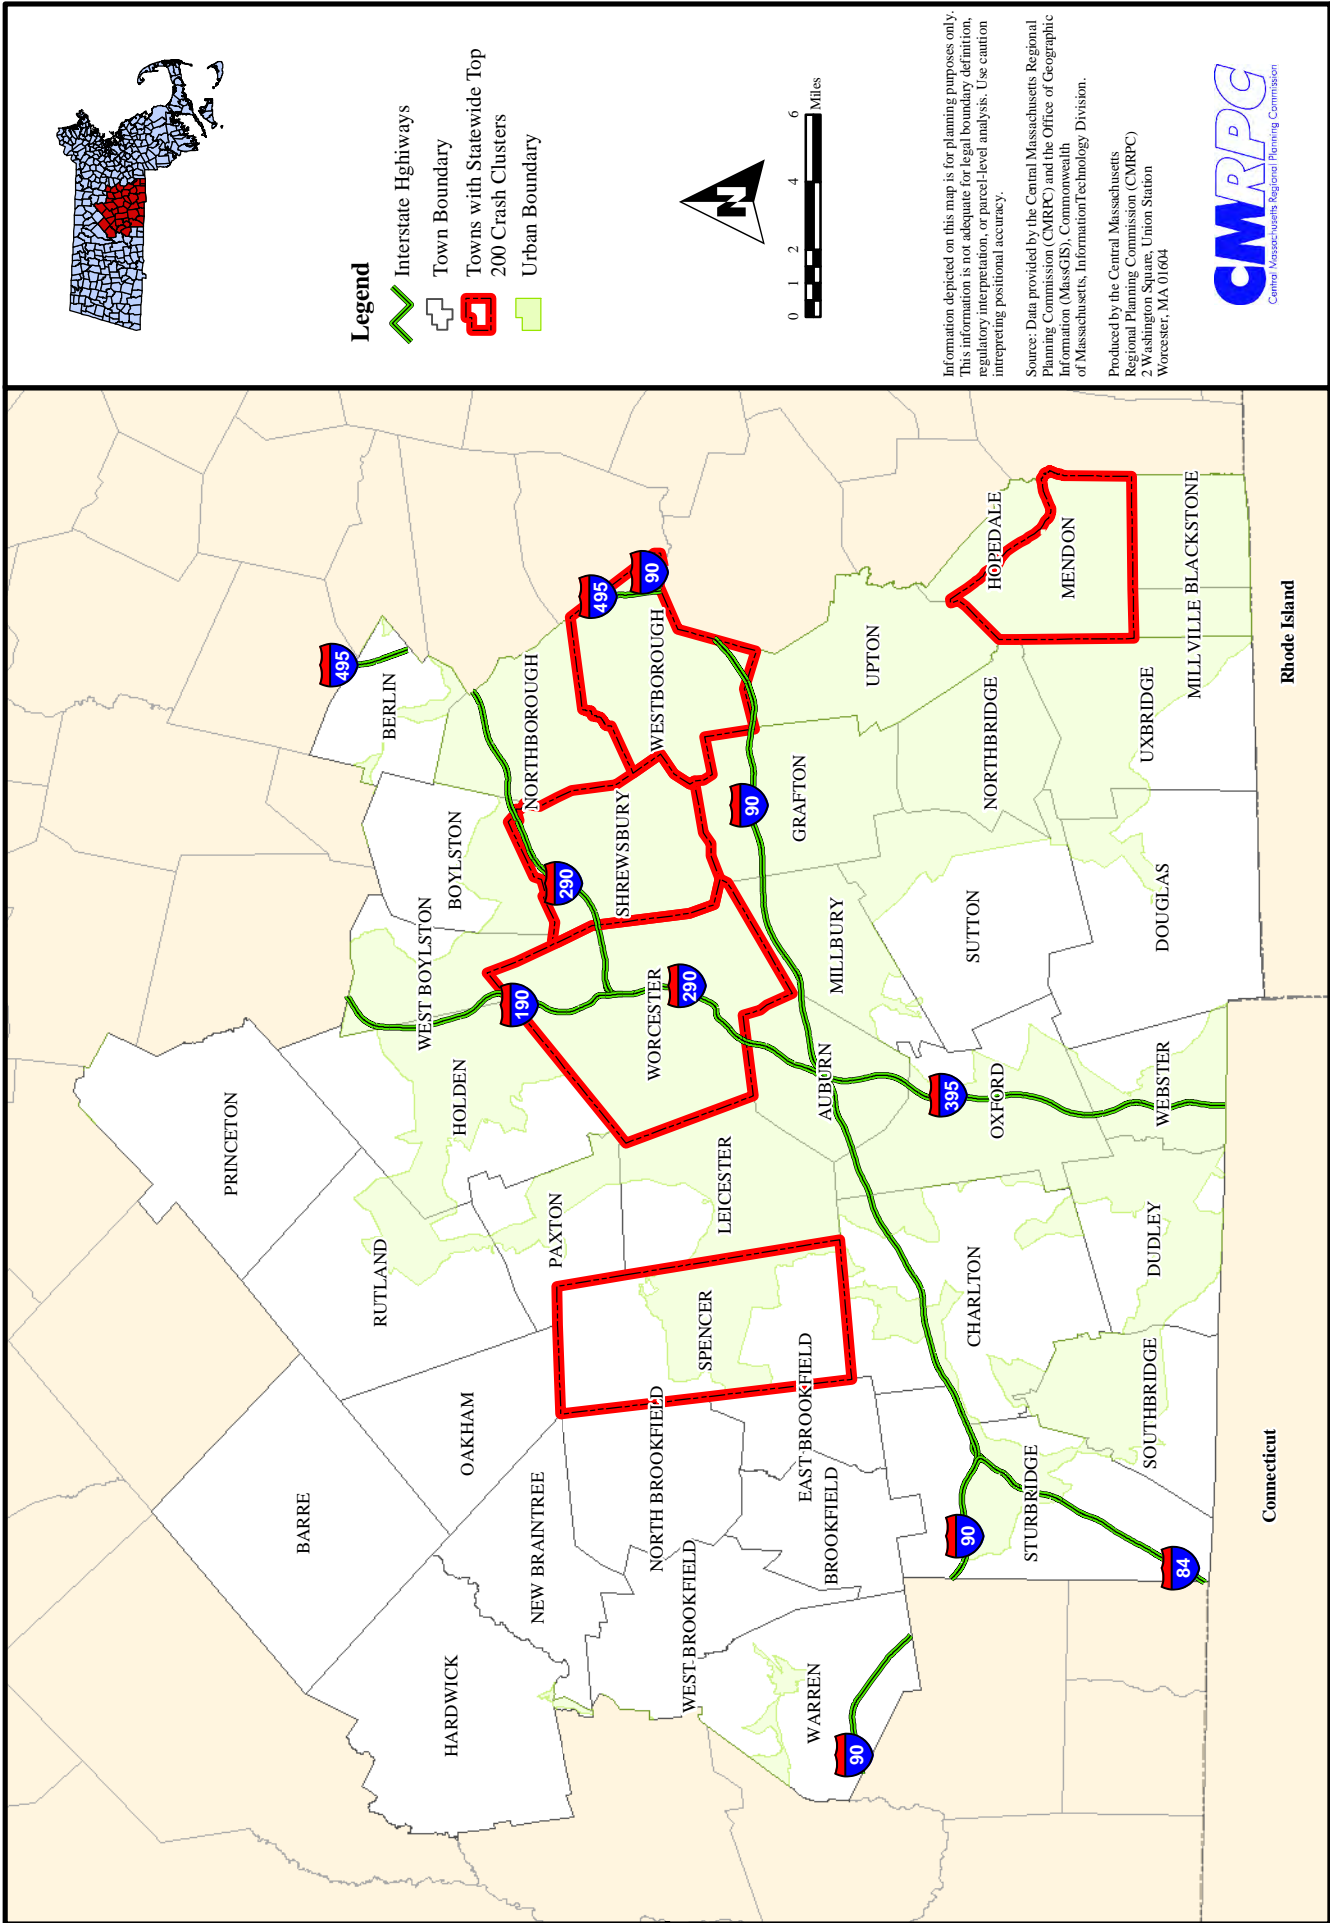 Legend
Interstate Hghiways
Town Boundary
Towns with Statewide Top
200 Crash Clusters
Urban Boundary
N
0 1 2 4 6
Miles
Information depicted on this map is for planning purposes only.
This information is not adequate for legal boundary definition,
regulatory interpretation, or parcel-level analysis. Use caution
intrepreting positional accuracy.
Source: Data provided by the Central Massachusetts Regional
Planning Commission (CMRPC) and the Office of Geographic
Information (MassGIS), Commonwealth
of Massachusetts, InformationTechnology Division.
Produced by the Central Massachusetts
Regional Planning Commission (CMRPC)
2 Washington Square, Union Station
Worcester, MA 01604
CMRPC
Central Massachusetts Regional Planning Commission
PRINCETON
BARRE
RUTLAND
495
BERLIN
WEST BOYLSTON
BOYLSTON
HOLDEN
HARDWICK
OAKHAM
190
NORTHBOROUGH
NEW BRAINTREE
PAXTON
290
495
90
SHREWSBURY
WESTBOROUGH
WORCESTER
290
NORTH BROOKFIELD
WEST BROOKFIELD
SPENCER
LEICESTER
90
GRAFTON
EAST BROOKFIELD
BROOKFIELD
WARREN
90
AUBURN
MILLBURY
UPTON
395
OXFORD
SUTTON
NORTHBRIDGE
HOPEDALE
CHARLTON
90
STURBRIDGE
MENDON
SOUTHBRIDGE
DUDLEY
WEBSTER
DOUGLAS
UXBRIDGE
84
MILLVILLE
BLACKSTONE
Connecticut
Rhode Island